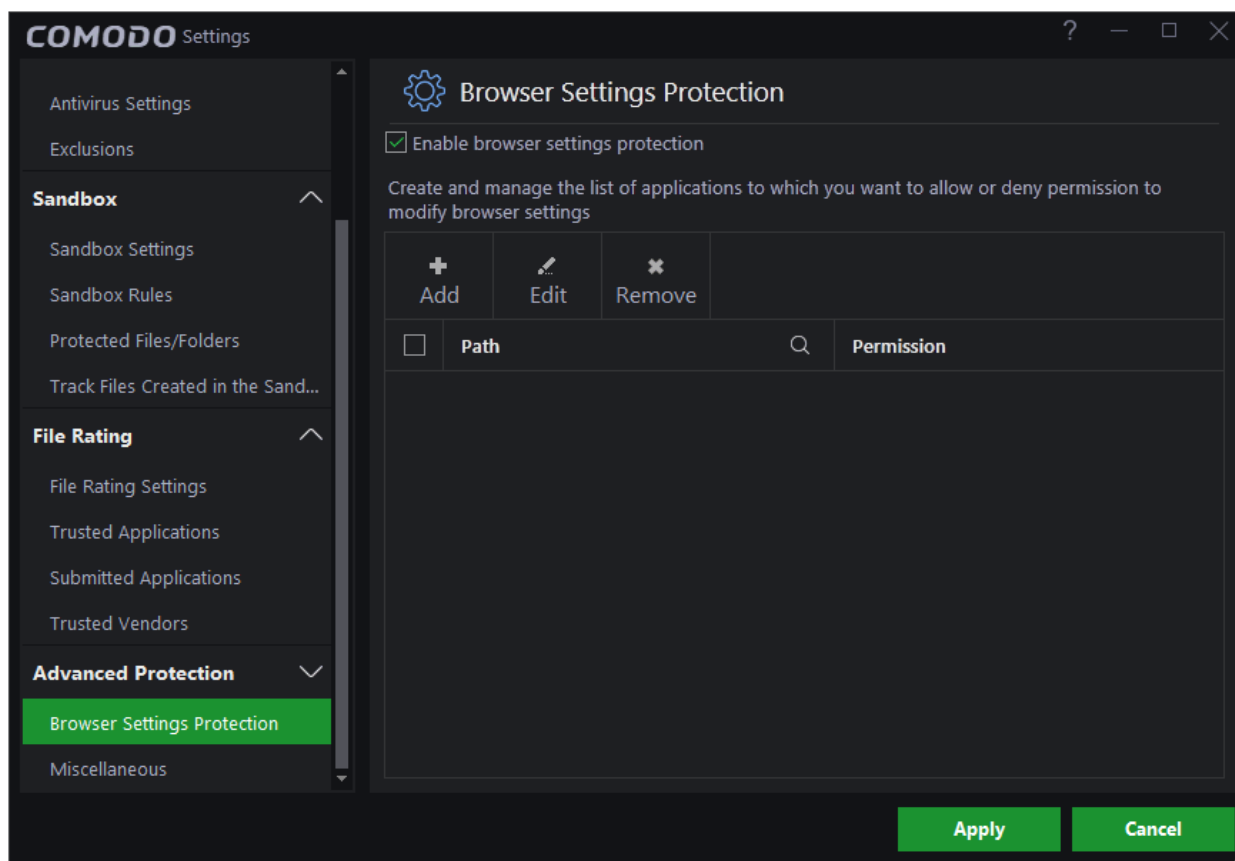 COMODO Settings
?
Antivirus Settings
Exclusions
Sandbox
Sandbox Settings
Sandbox Rules
Protected Files/Folders
Track Files Created in the Sand...
File Rating
File Rating Settings
Trusted Applications
Submitted Applications
Trusted Vendors
Advanced Protection
Browser Settings Protection
Miscellaneous
Browser Settings Protection
Enable browser settings protection
Create and manage the list of applications to which you want to allow or deny permission to
modify browser settings
Add Edit Remove
Path Permission
Apply Cancel